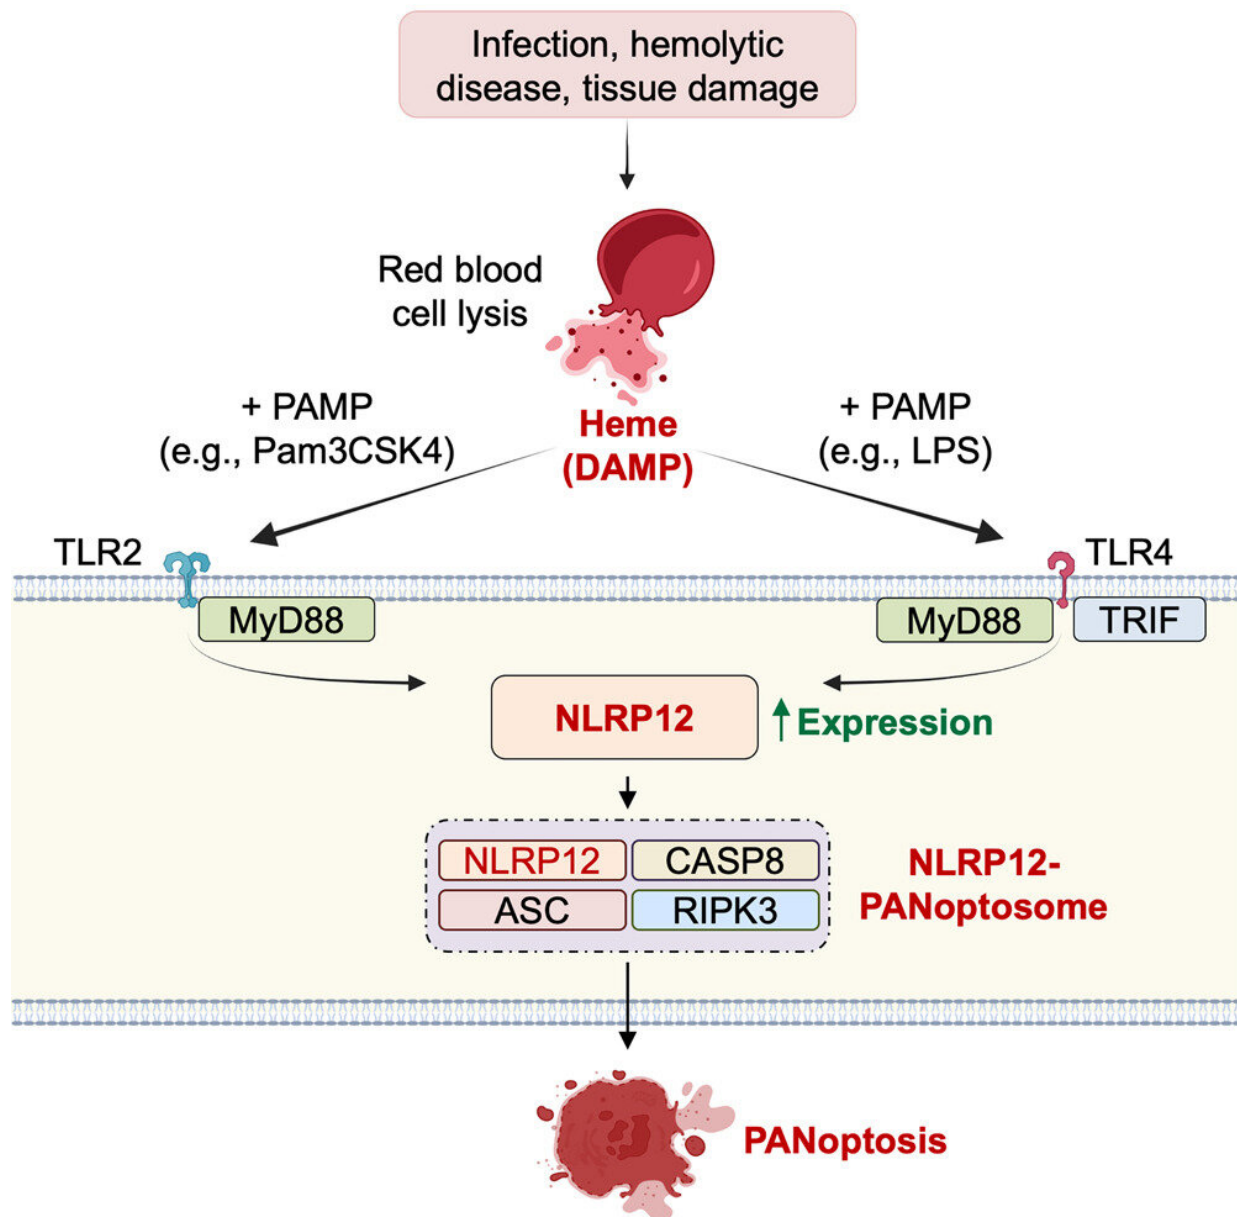 Infection, hemolytic
disease, tissue damage
Red blood
cell lysis
+ PAMP
(e.g., Pam3CSK4)
Heme
(DAMP)
+ PAMP
(e.g., LPS)
TLR2
TLR4
MyD88
MyD88
TRIF
NLRP12
Expression
NLRP12
CASP8
ASC
RIPK3
NLRP12-
PANoptosome
PANoptosis